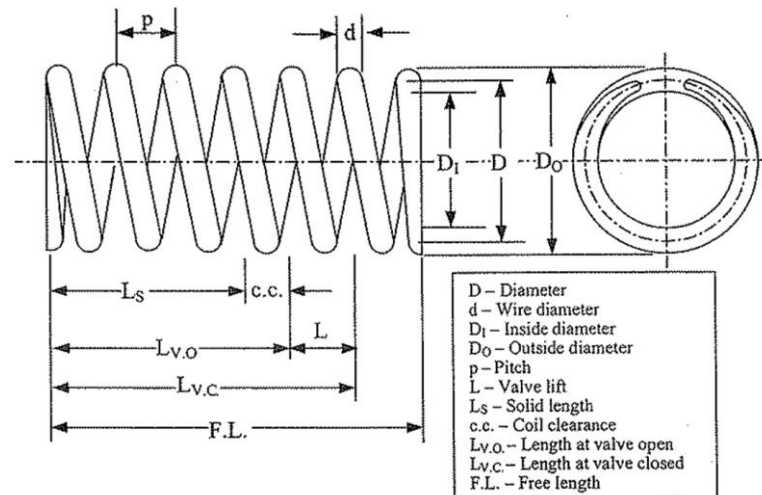 p
d
D_I
D
D_O
L_S
c.c.
L_V.O
L
L_V.C.
F.L.
D – Diameter
d – Wire diameter
D_I – Inside diameter
D_O – Outside diameter
p – Pitch
L – Valve lift
L_S – Solid length
c.c. – Coil clearance
L_V.O. – Length at valve open
L_V.C. – Length at valve closed
F.L. – Free length